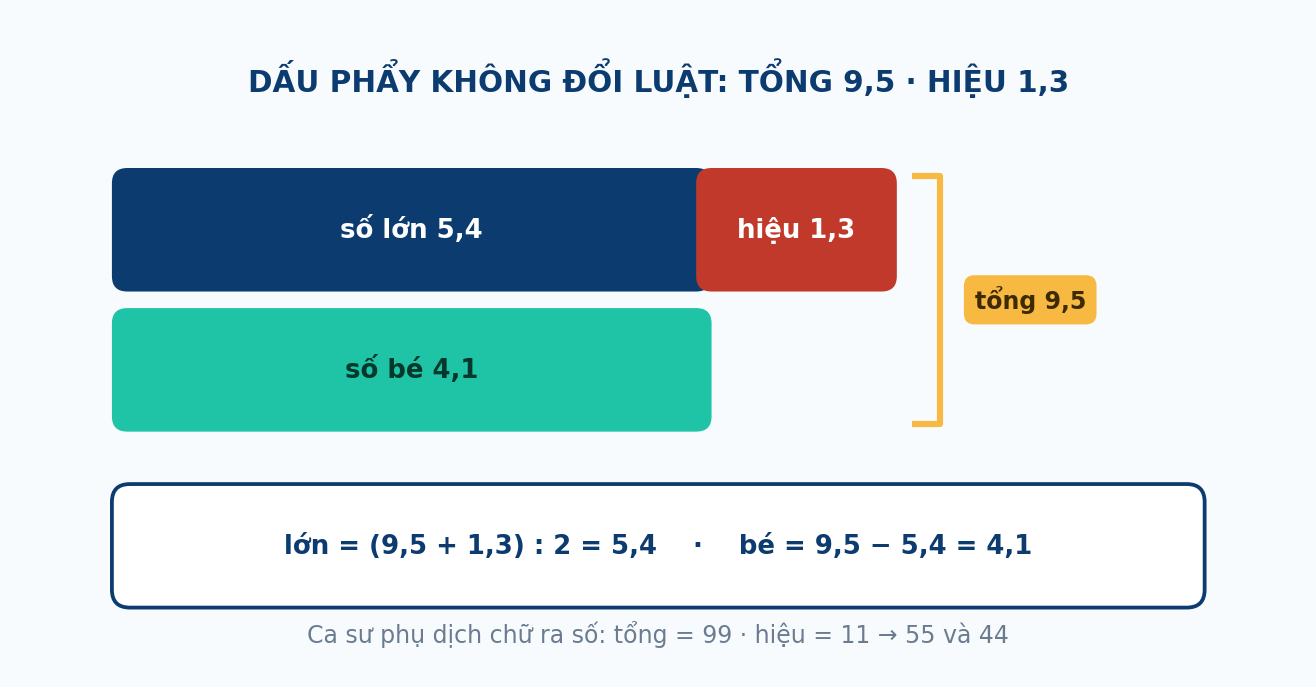 DẤU PHẨY KHÔNG ĐỔI LUẬT: TỔNG 9,5 · HIỆU 1,3
số lớn 5,4
hiệu 1,3
tổng 9,5
số bé 4,1
lớn = (9,5 + 1,3) : 2 = 5,4 · bé = 9,5 − 5,4 = 4,1
Ca sư phụ dịch chữ ra số: tổng = 99 · hiệu = 11 → 55 và 44